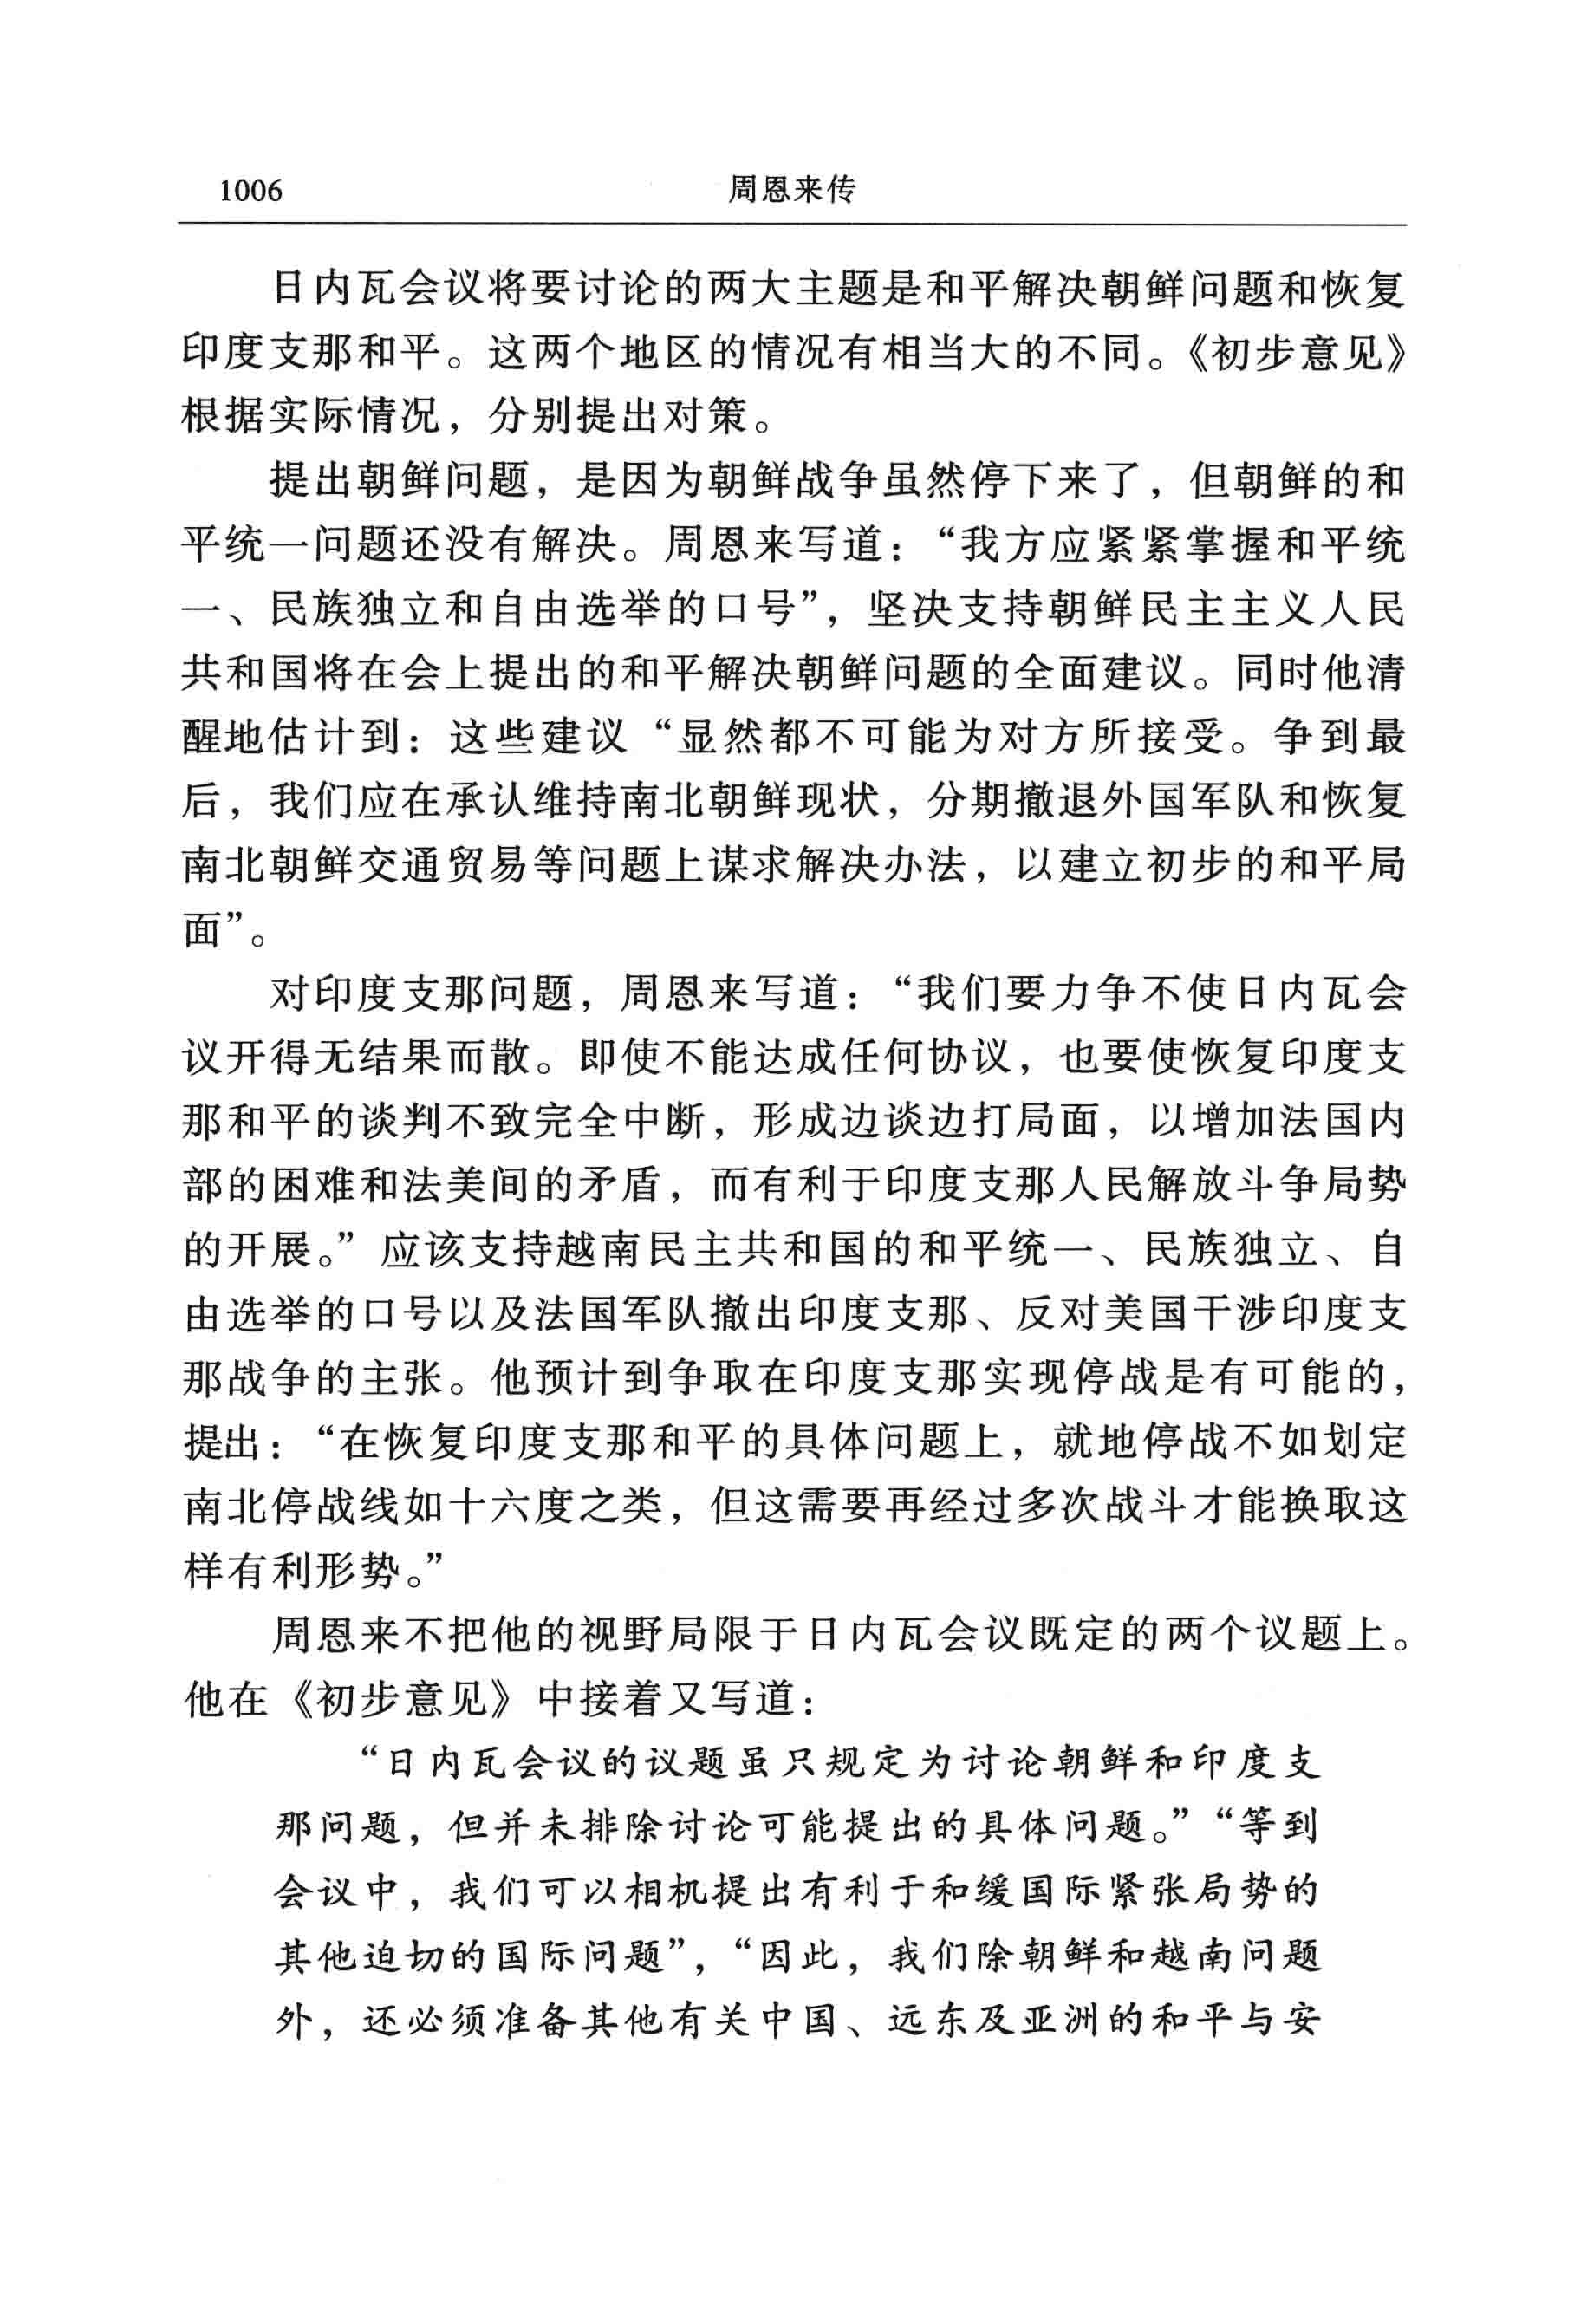 1006
周恩来传
日内瓦会议将要讨论的两大主题是和平解决朝鲜问题和恢复
印度支那和平。这两个地区的情况有相当大的不同。《初步意见》
根据实际情况，分别提出对策。
提出朝鲜问题，是因为朝鲜战争虽然停下来了，但朝鲜的和
平统一问题还没有解决。周恩来写道：“我方应紧紧掌握和平统
一、民族独立和自由选举的口号”，坚决支持朝鲜民主主义人民
共和国将在会上提出的和平解决朝鲜问题的全面建议。同时他清
醒地估计到：这些建议“显然都不可能为对方所接受。争到最
后，我们应在承认维持南北朝鲜现状，分期撤退外国军队和恢复
南北朝鲜交通贸易等问题上谋求解决办法，以建立初步的和平局
面”。
对印度支那问题，周恩来写道：“我们要力争不使日内瓦会
议开得无结果而散。即使不能达成任何协议，也要使恢复印度支
那和平的谈判不致完全中断，形成边谈边打局面，以增加法国内
部的困难和法美间的矛盾，而有利于印度支那人民解放斗争局势
的开展。”应该支持越南民主共和国的和平统一、民族独立、自
由选举的口号以及法国军队撤出印度支那、反对美国干涉印度支
那战争的主张。他预计到争取在印度支那实现停战是有可能的，
提出：“在恢复印度支那和平的具体问题上，就地停战不如划定
南北停战线如十六度之类，但这需要再经过多次战斗才能换取这
样有利形势。”
周恩来不把他的视野局限于日内瓦会议既定的两个议题上。
他在《初步意见》中接着又写道：
“日内瓦会议的议题虽只规定为讨论朝鲜和印度支
那问题，但并未排除讨论可能提出的具体问题。”“等到
会议中，我们可以相机提出有利于和缓国际紧张局势的
其他迫切的国际问题”，“因此，我们除朝鲜和越南问题
外，还必须准备其他有关中国、远东及亚洲的和平与安